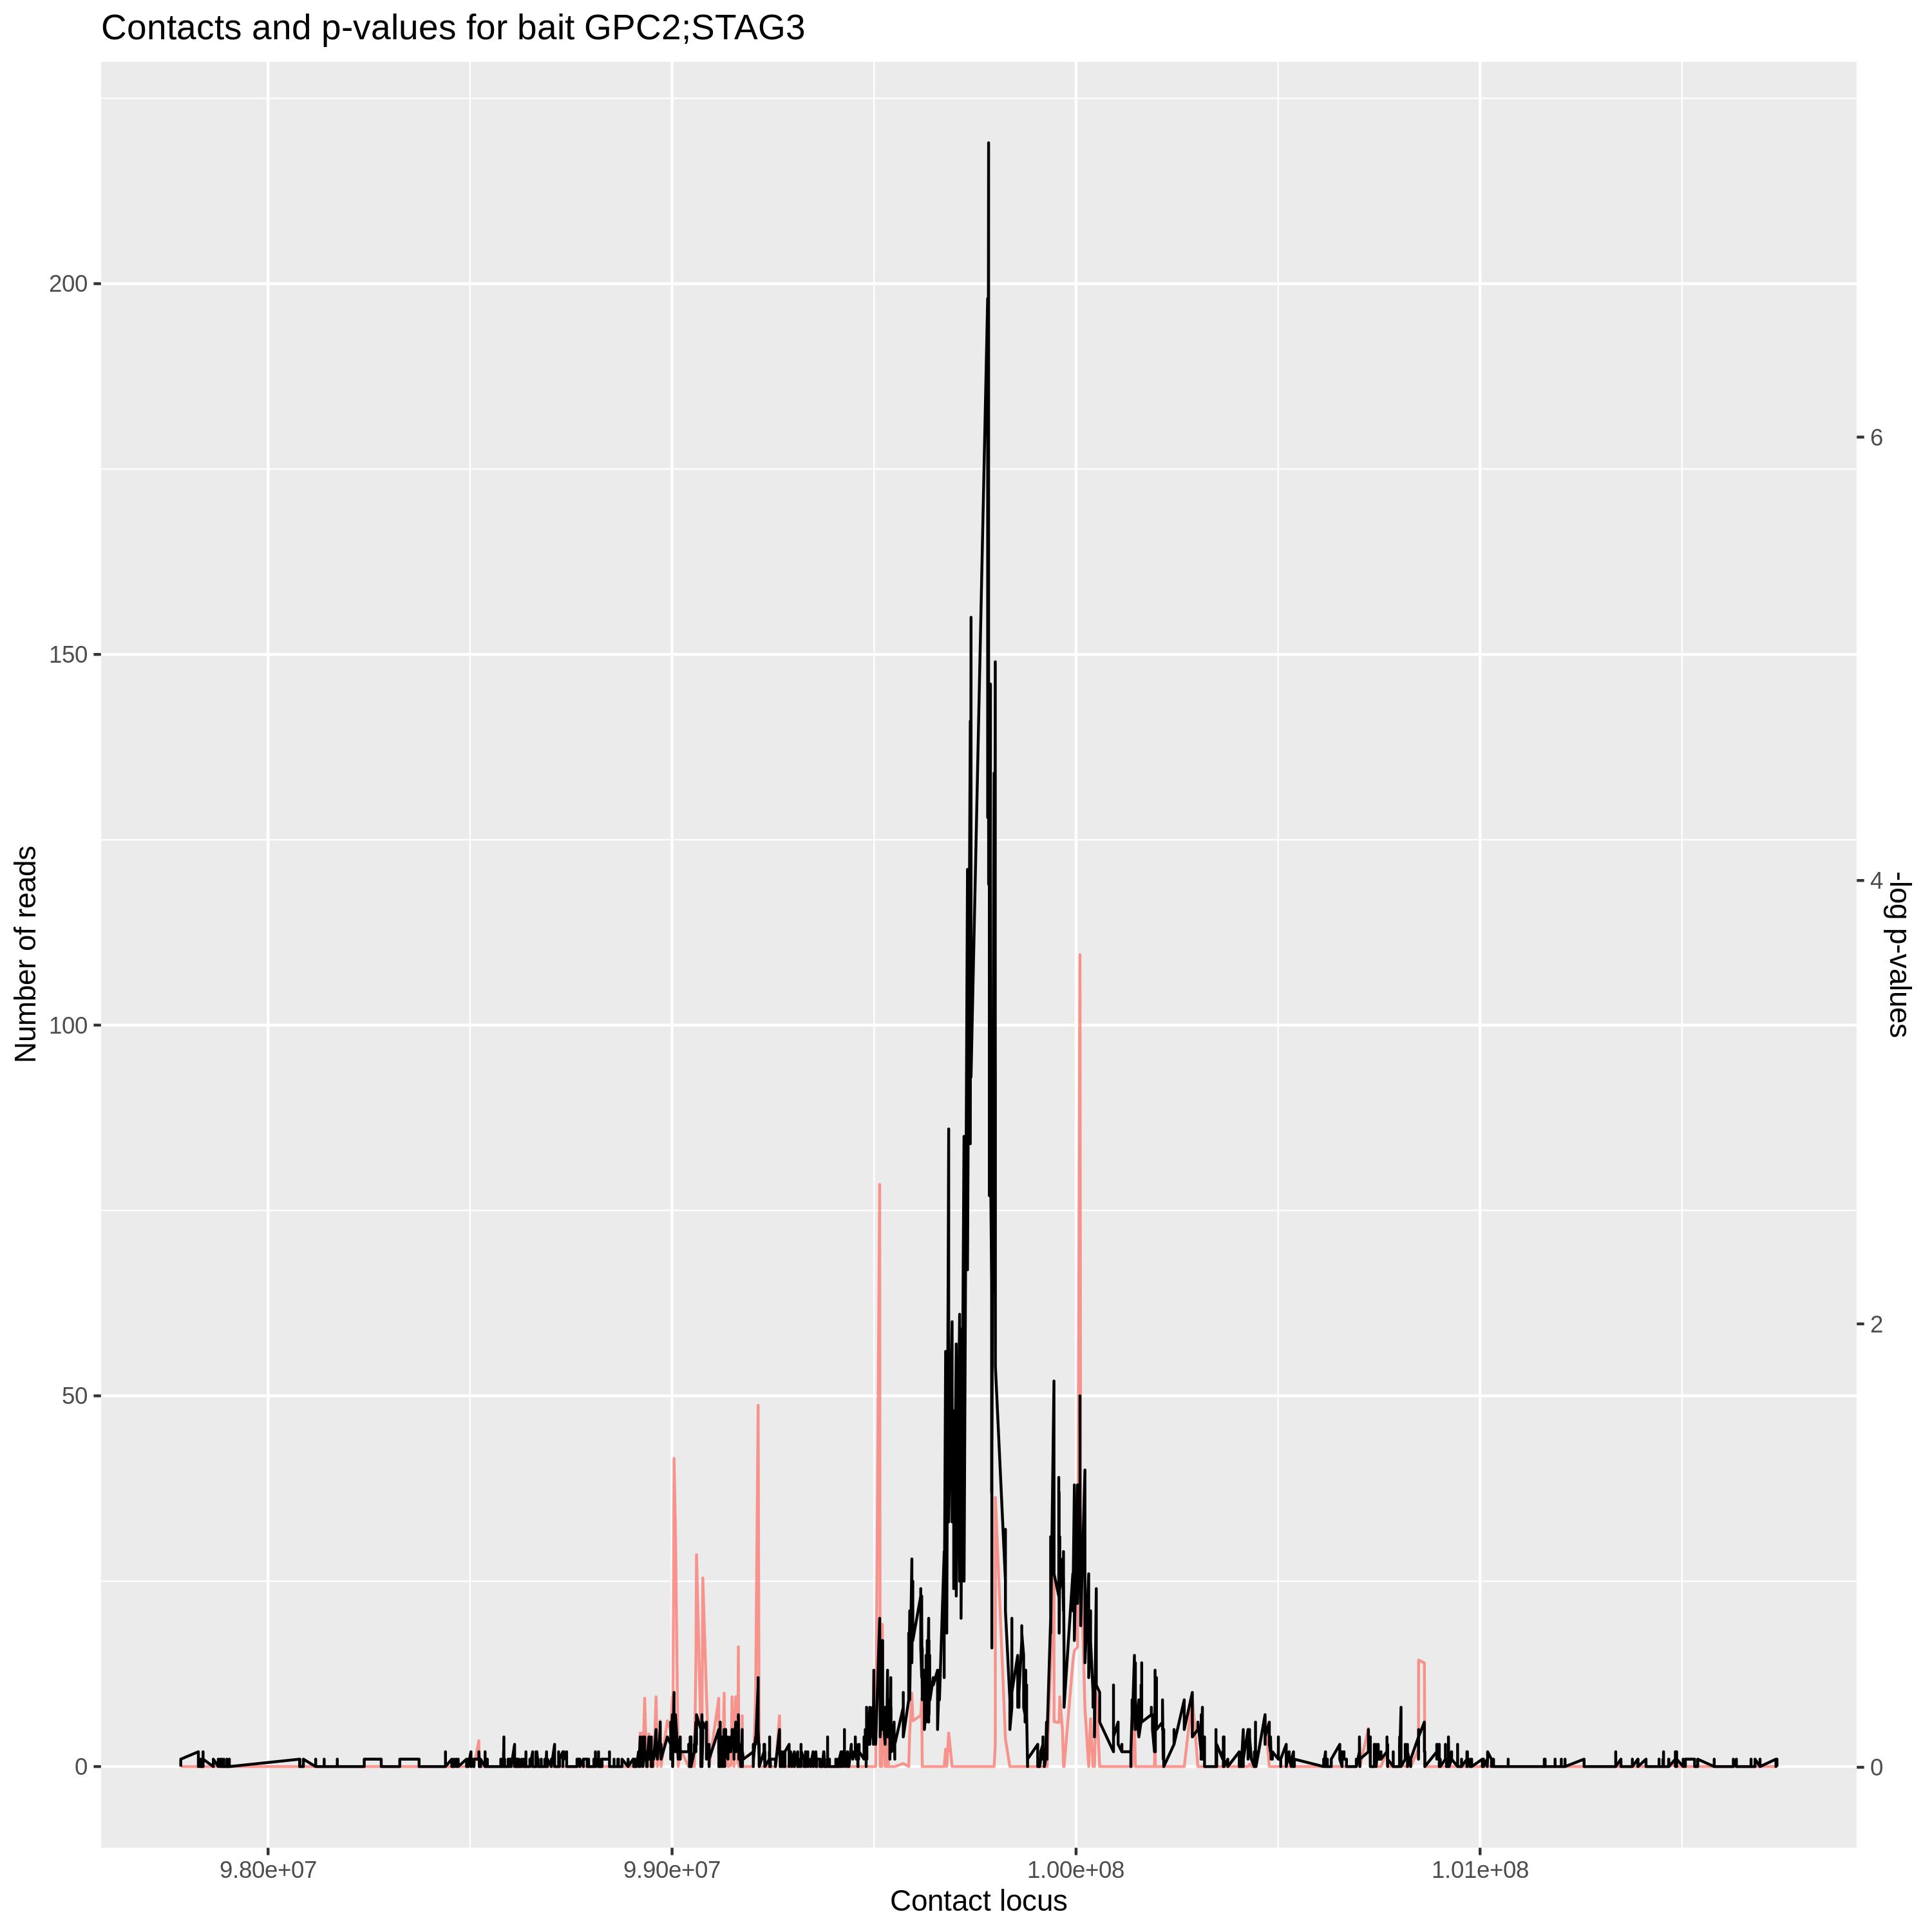 Contacts and p-values for bait GPC2;STAG3
200
150
100
50
0
Number of reads
6
4
2
0
-log p-values
9.80e+07
9.90e+07
1.00e+08
1.01e+08
Contact locus